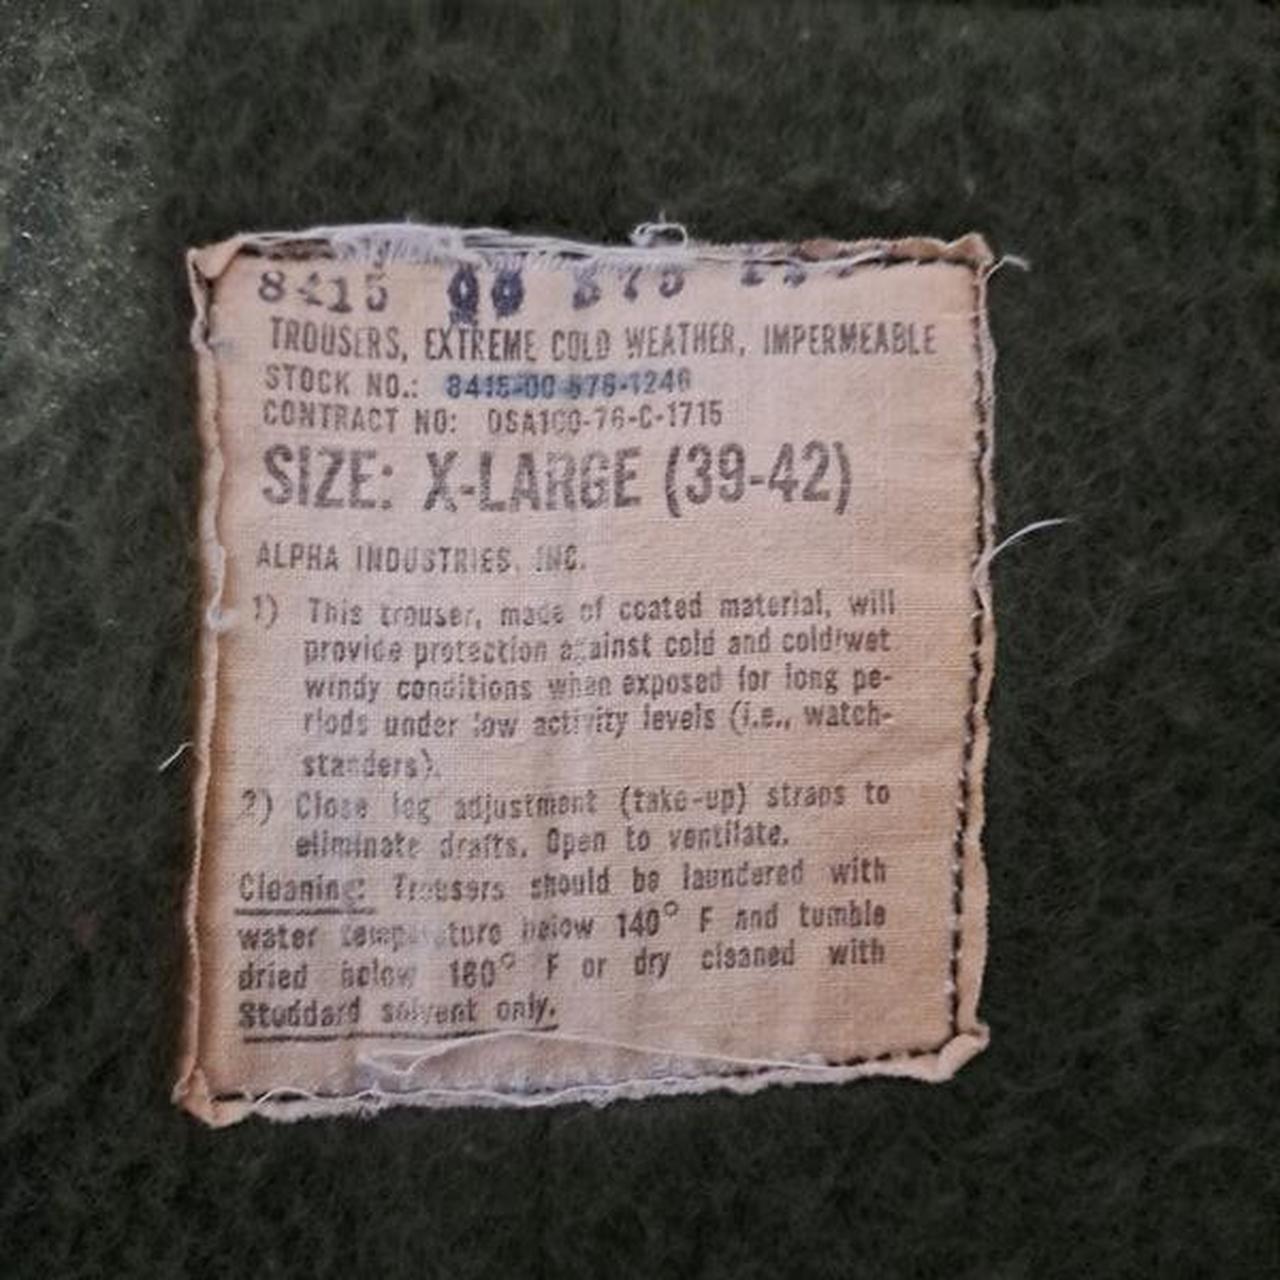 8415 00 575
TROUSERS, EXTREME COLD WEATHER, IMPERMEABLE
STOCK NO.: 8415-00-576-1246
CONTRACT NO: DSA100-76-C-1715
SIZE: X-LARGE (39-42)
ALPHA INDUSTRIES, INC.
1) This trouser, made of coated material, will
provide protection against cold and cold/wet
windy conditions when exposed for long pe-
riods under low activity levels (i.e., watch-
standers).
2) Close leg adjustment (take-up) straps to
eliminate drafts. Open to ventilate.
Cleaning: Trousers should be laundered with
water temperature below 140° F and tumble
dried below 180° F or dry cleaned with
Stoddard solvent only.